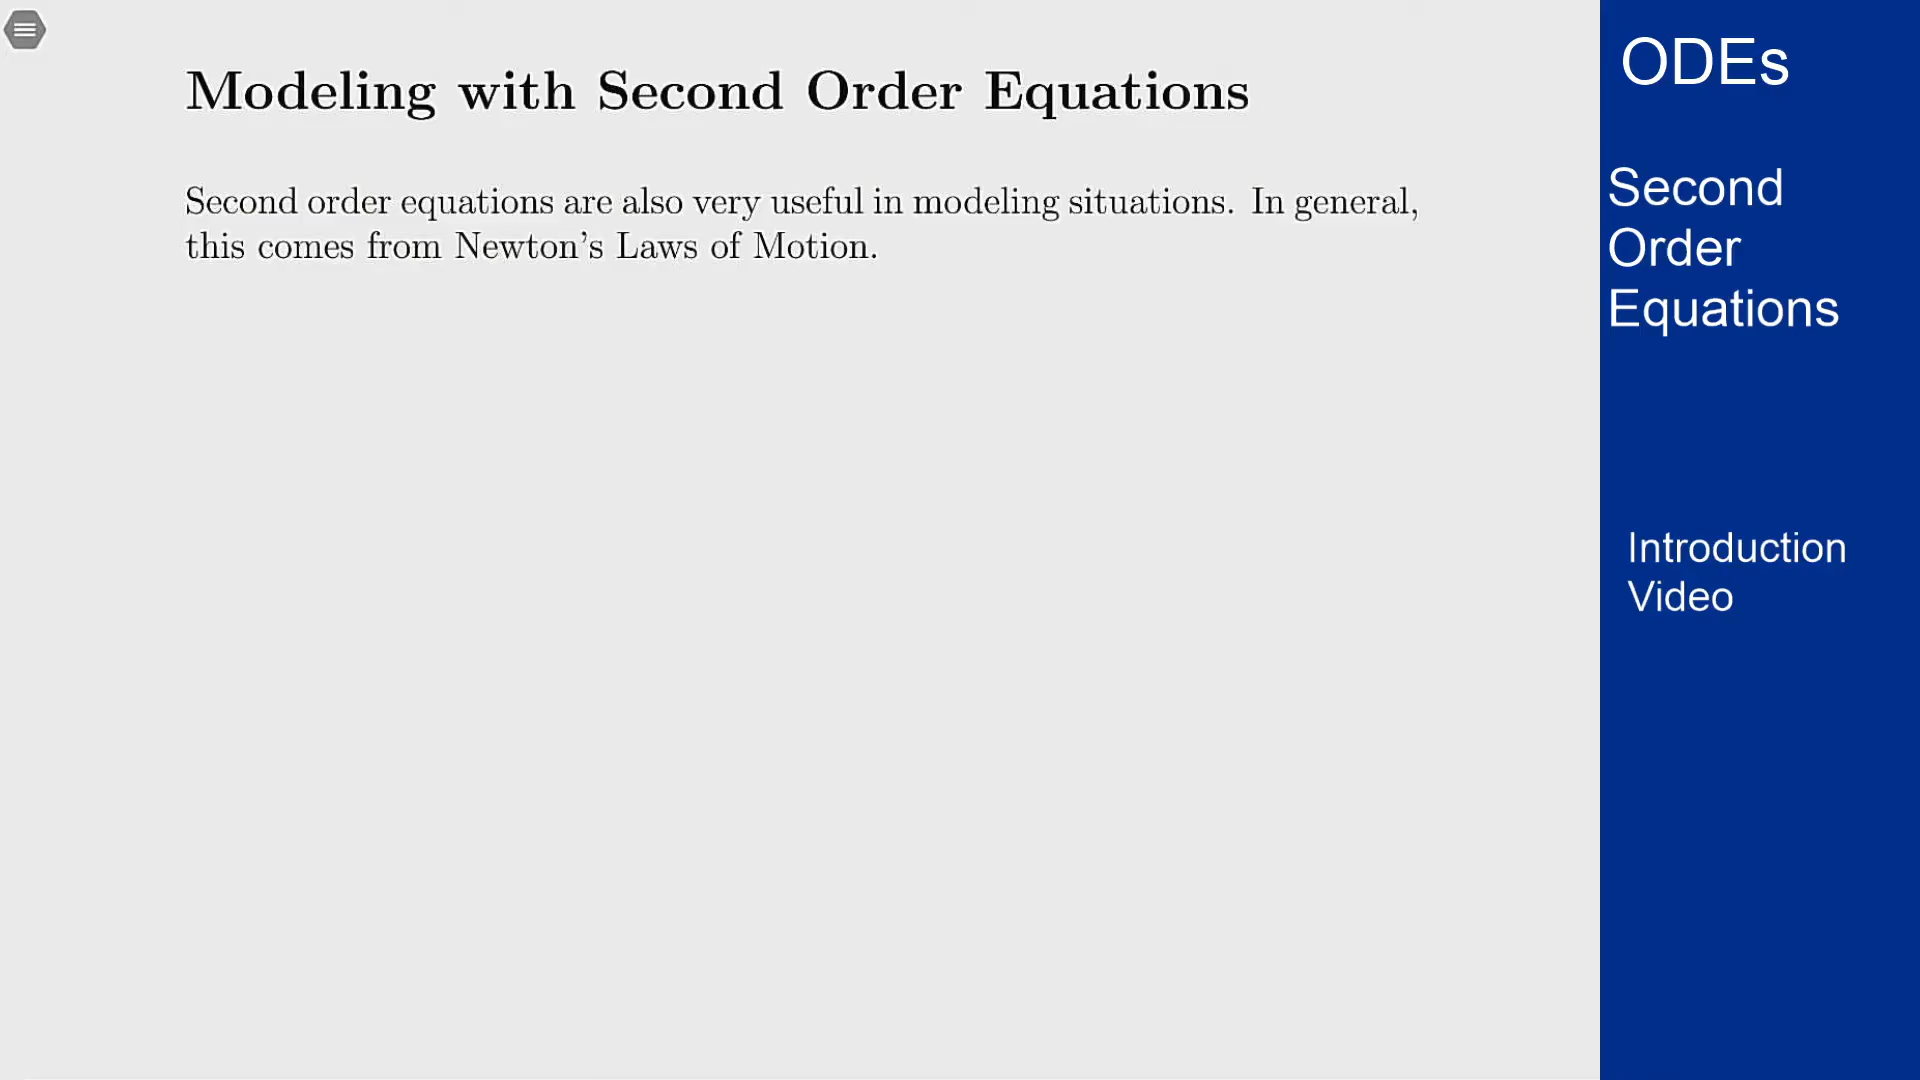 Modeling with Second Order Equations
Second order equations are also very useful in modeling situations. In general,
this comes from Newton's Laws of Motion.
ODEs
Second
Order
Equations
Introduction
Video